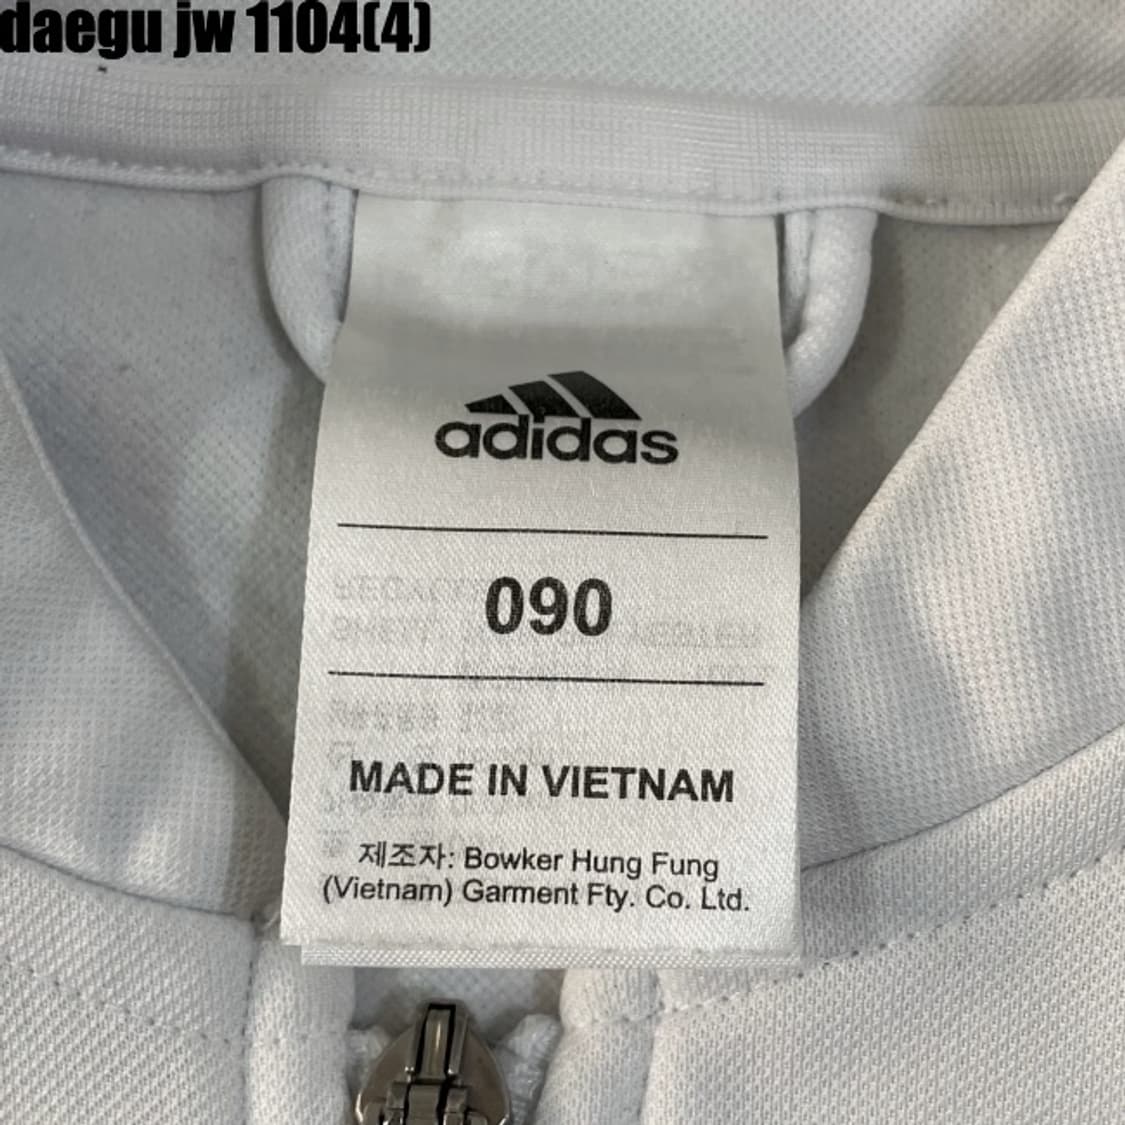 daegu jw 1104(4)
adidas
090
MADE IN VIETNAM
제조자: Bowker Hung Fung
(Vietnam) Garment Fty. Co. Ltd.